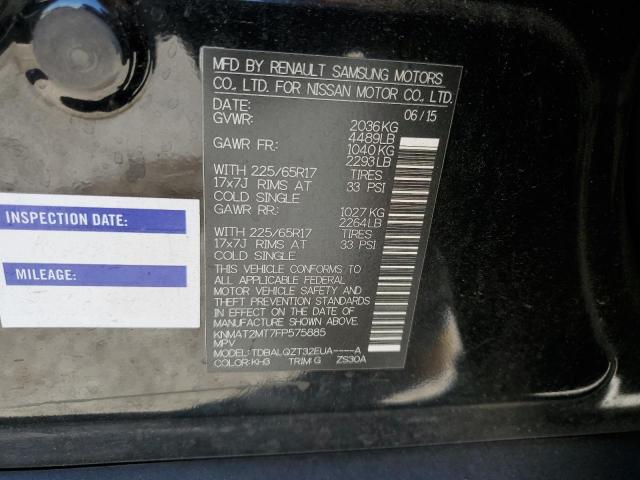 MFD BY RENAULT SAMSUNG MOTORS
CO., LTD. FOR NISSAN MOTOR CO., LTD.
DATE: 06/15
GVWR: 2036KG
4489LB
GAWR FR: 1040KG
2293LB
WITH 225/65R17 TIRES
17x7J RIMS AT 33 PSI
COLD SINGLE
GAWR RR: 1027 KG
2264LB
WITH 225/65R17 TIRES
17x7J RIMS AT 33 PSI
COLD SINGLE
THIS VEHICLE CONFORMS TO
ALL APPLICABLE FEDERAL
MOTOR VEHICLE SAFETY AND
THEFT PREVENTION STANDARDS
IN EFFECT ON THE DATE OF
MANUFACTURE SHOWN ABOVE.
KNMAT2MT7FP575885
MPV
MODEL: TDBALQZT32EUA-----A
COLOR: KH3 TRIM: G ZS30A
INSPECTION DATE:
MILEAGE: